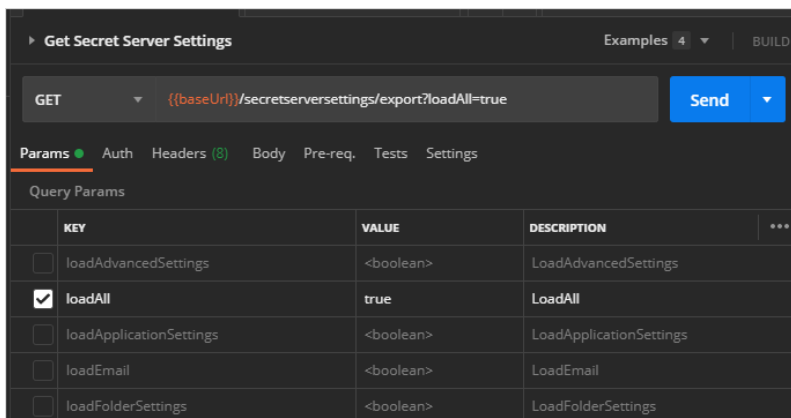 Get Secret Server Settings Examples 4 BUILD
GET {{baseUrl}}/secretserversettings/export?loadAll=true Send
Params Auth Headers (8) Body Pre-req. Tests Settings
Query Params
KEY VALUE DESCRIPTION
loadAdvancedSettings <boolean> LoadAdvancedSettings
loadAll true LoadAll
loadApplicationSettings <boolean> LoadApplicationSettings
loadEmail <boolean> LoadEmail
loadFolderSettings <boolean> LoadFolderSettings